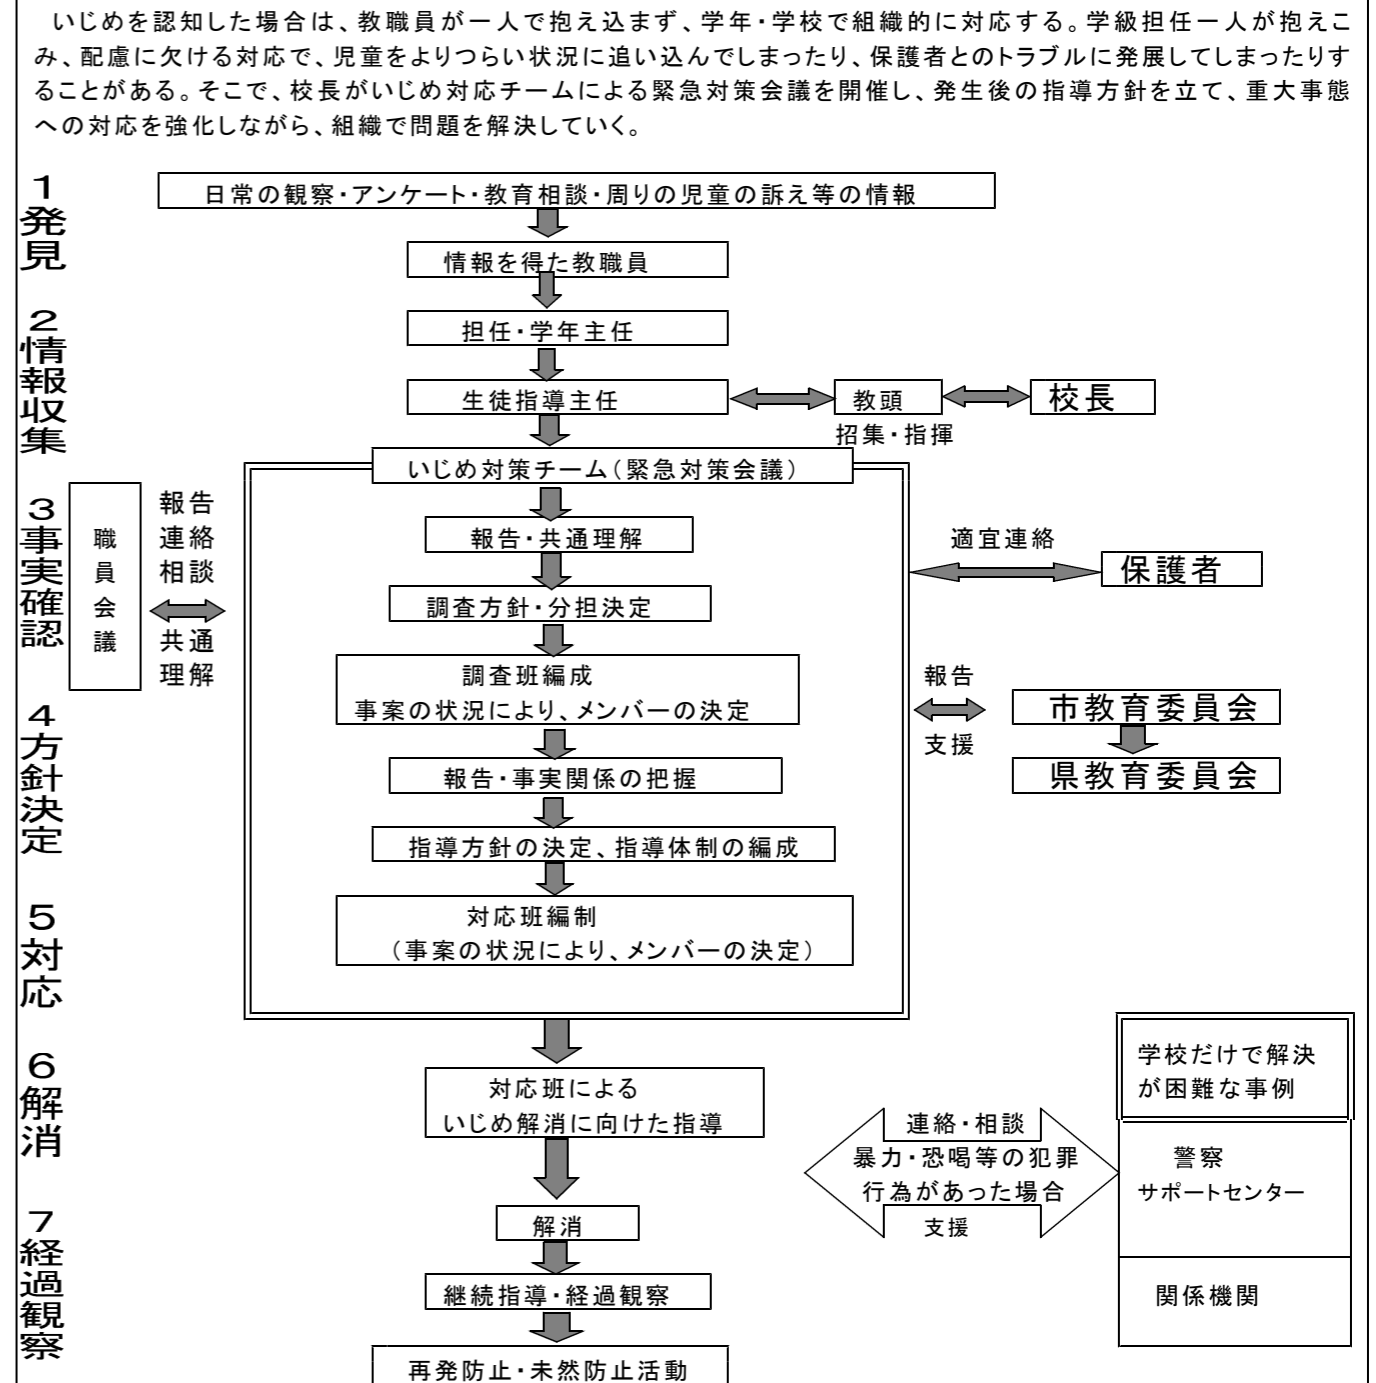 いじめを認知した場合は、教職員が一人で抱え込まず、学年・学校で組織的に対応する。学級担任一人が抱えこ
み、配慮に欠ける対応で、児童をよりつらい状況に追い込んでしまったり、保護者とのトラブルに発展してしまったりす
ることがある。そこで、校長がいじめ対応チームによる緊急対策会議を開催し、発生後の指導方針を立て、重大事態
への対応を強化しながら、組織で問題を解決していく。
1発見
日常の観察・アンケート・教育相談・周りの児童の訴え等の情報
情報を得た教職員
2情報収集
担任・学年主任
生徒指導主任
教頭
校長
招集・指揮
いじめ対策チーム（緊急対策会議）
3事実確認
職員会議
報告
連絡
相談
共通
理解
報告・共通理解
調査方針・分担決定
調査班編成
事案の状況により、メンバーの決定
適宜連絡
保護者
4方針決定
報告
支援
市教育委員会
県教育委員会
報告・事実関係の把握
指導方針の決定、指導体制の編成
5対応
対応班編制
（事案の状況により、メンバーの決定）
6解消
対応班による
いじめ解消に向けた指導
解消
連絡・相談
暴力・恐喝等の犯罪
行為があった場合
支援
学校だけで解決
が困難な事例
警察
サポートセンター
関係機関
7経過観察
継続指導・経過観察
再発防止・未然防止活動